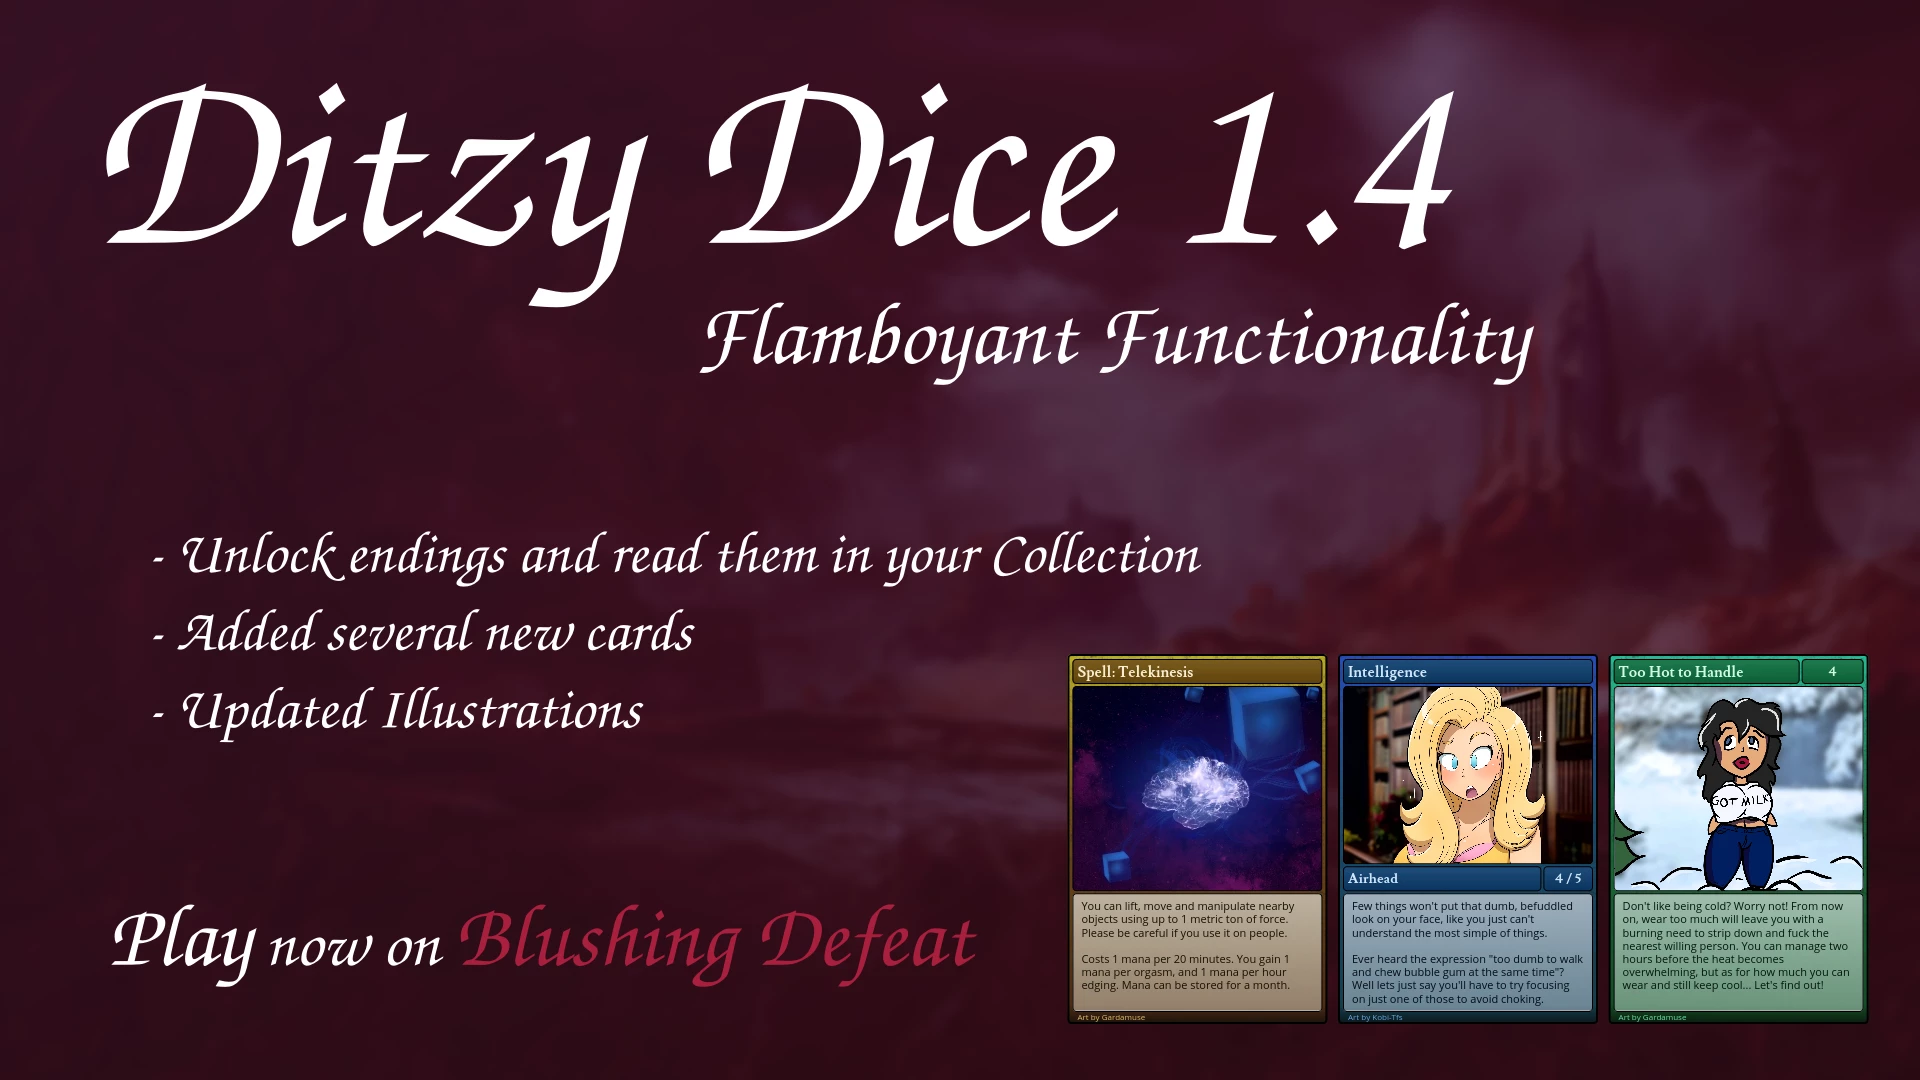 Ditzy Dice 1.4
Flamboyant Functionality
- Unlock endings and read them in your Collection
- Added several new cards
- Updated Illustrations
Play now on Blushing Defeat
Spell: Telekinesis
You can lift, move and manipulate nearby
objects using up to 1 metric ton of force.
Please be careful if you use it on people.
Costs 1 mana per 20 minutes. You gain 1
mana per orgasm, and 1 mana per hour
edging. Mana can be stored for a month.
Art by Gardamuse
Intelligence
Airhead 4 / 5
Few things won't put that dumb, befuddled
look on your face, like you just can't
understand the most simple of things.
Ever heard the expression "too dumb to walk
and chew bubble gum at the same time"?
Well lets just say you'll have to try focusing
on just one of those to avoid choking.
Art by Kobi-Tfs
Too Hot to Handle 4
GOT MILK
Don't like being cold? Worry not! From now
on, wear too much will leave you with a
burning need to strip down and fuck the
nearest willing person. You can manage two
hours before the heat becomes
overwhelming, but as for how much you can
wear and still keep cool... Let's find out!
Art by Gardamuse